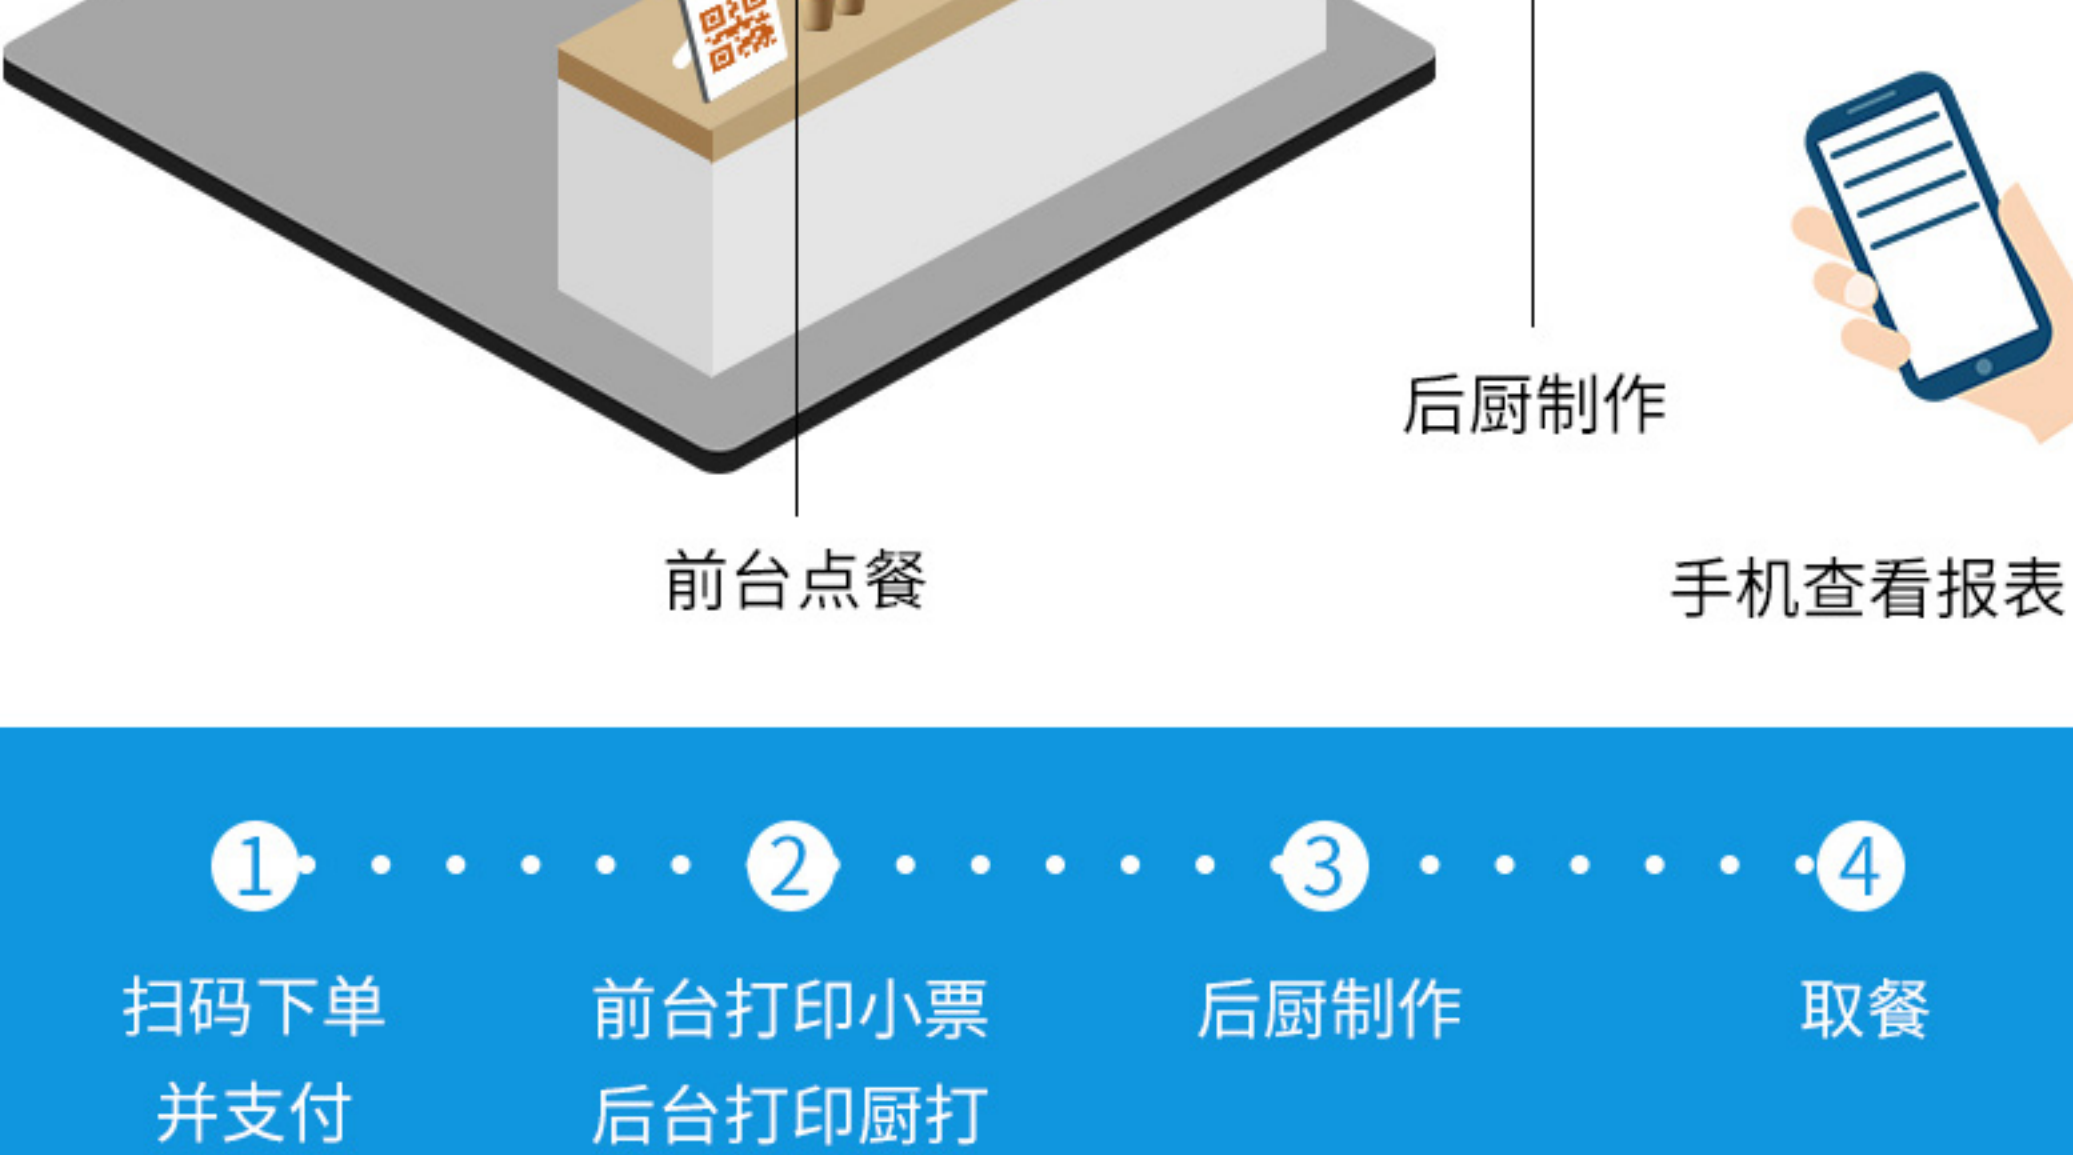 后厨制作
前台点餐
手机查看报表
1
2
3
4
扫码下单
并支付
前台打印小票
后台打印厨打
后厨制作
取餐